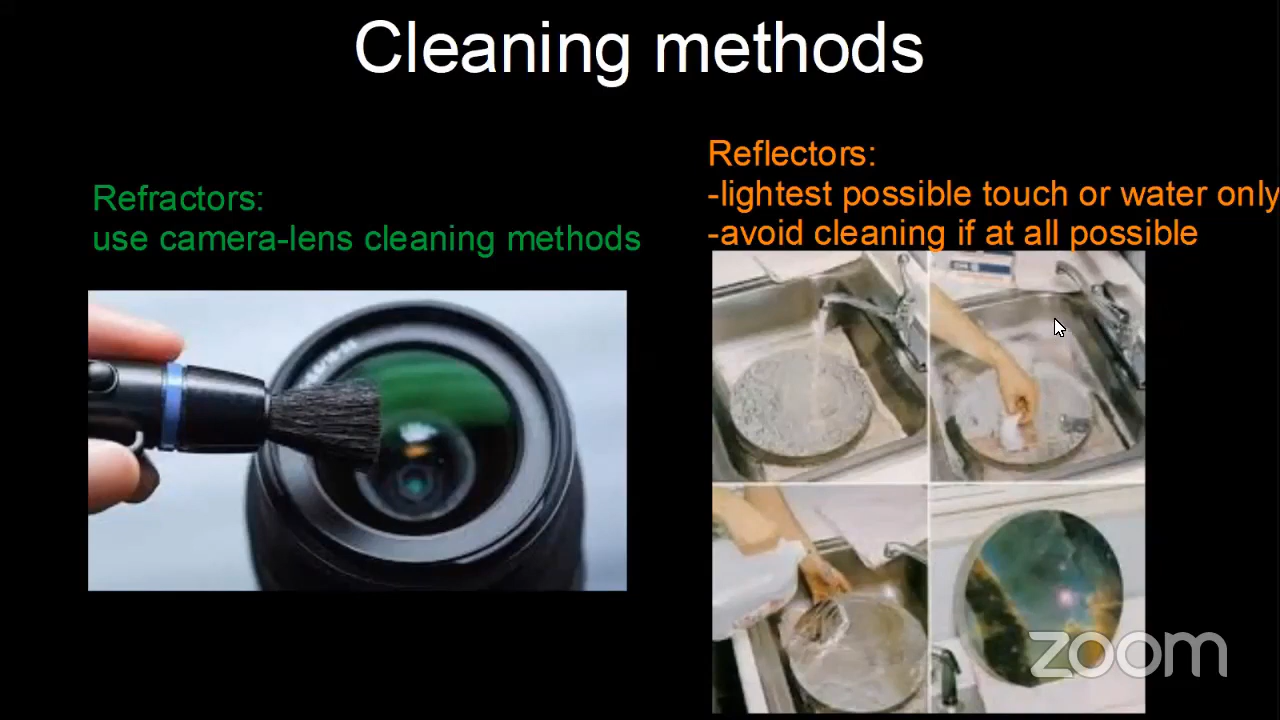 Cleaning methods
Refractors:
use camera-lens cleaning methods
Reflectors:
-lightest possible touch or water only
-avoid cleaning if at all possible
zoom